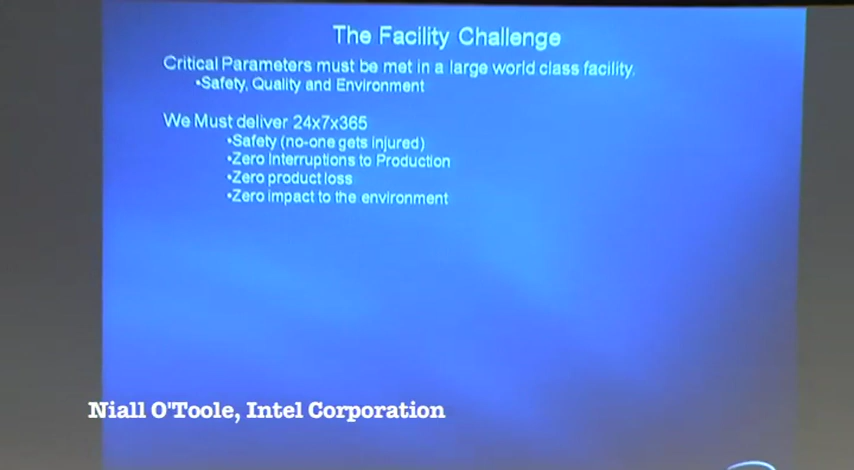 The Facility Challenge
Critical Parameters must be met in a large world class facility.
•Safety, Quality and Environment
We Must deliver 24x7x365
•Safety (no-one gets injured)
•Zero Interruptions to Production
•Zero product loss
•Zero impact to the environment
Niall O'Toole, Intel Corporation